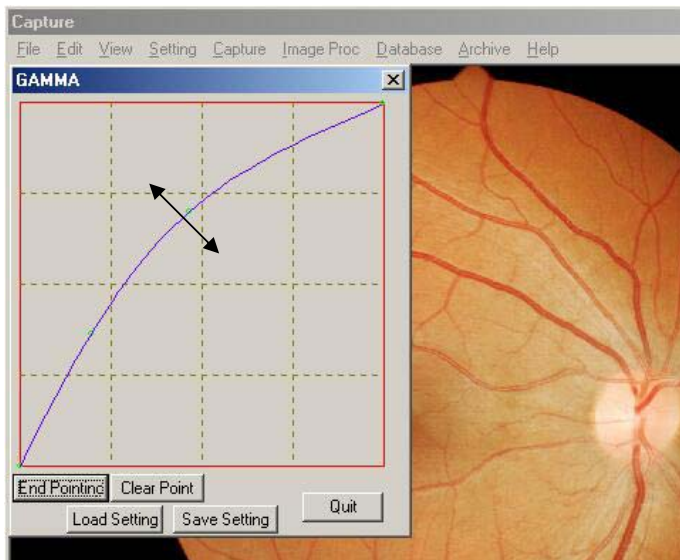 Capture
File Edit View Setting Capture Image Proc Database Archive Help
GAMMA
End Pointing Clear Point
Load Setting Save Setting Quit